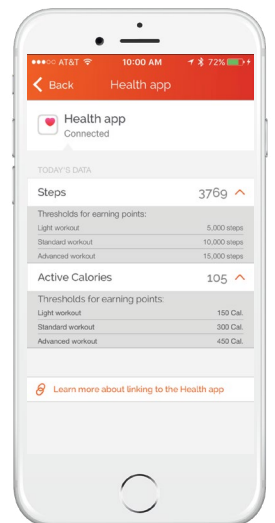 AT&T 10:00 AM 72%
Back Health app
Health app
Connected
TODAY'S DATA
Steps 3769
Thresholds for earning points:
Light workout 5,000 steps
Standard workout 10,000 steps
Advanced workout 15,000 steps
Active Calories 105
Thresholds for earning points:
Light workout 150 Cal.
Standard workout 300 Cal.
Advanced workout 450 Cal.
Learn more about linking to the Health app